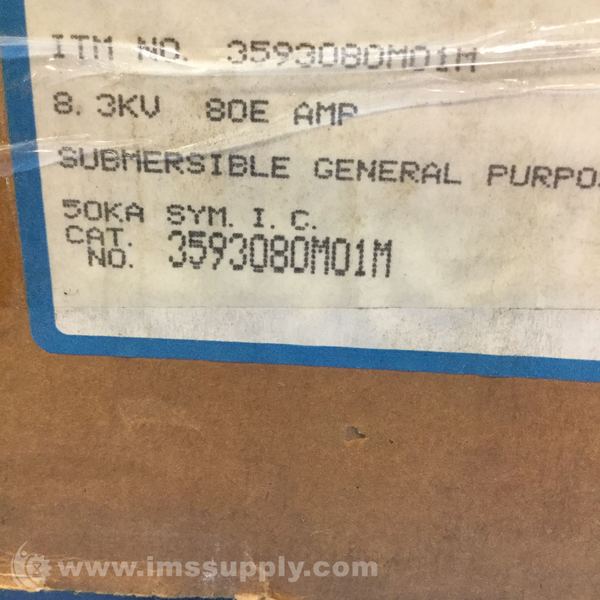 ITM NO. 3593080M01M
8.3KV 80E AMP
SUBMERSIBLE GENERAL PURPO
50KA SYM. I. C.
CAT. NO. 3593080M01M
www.imssupply.com